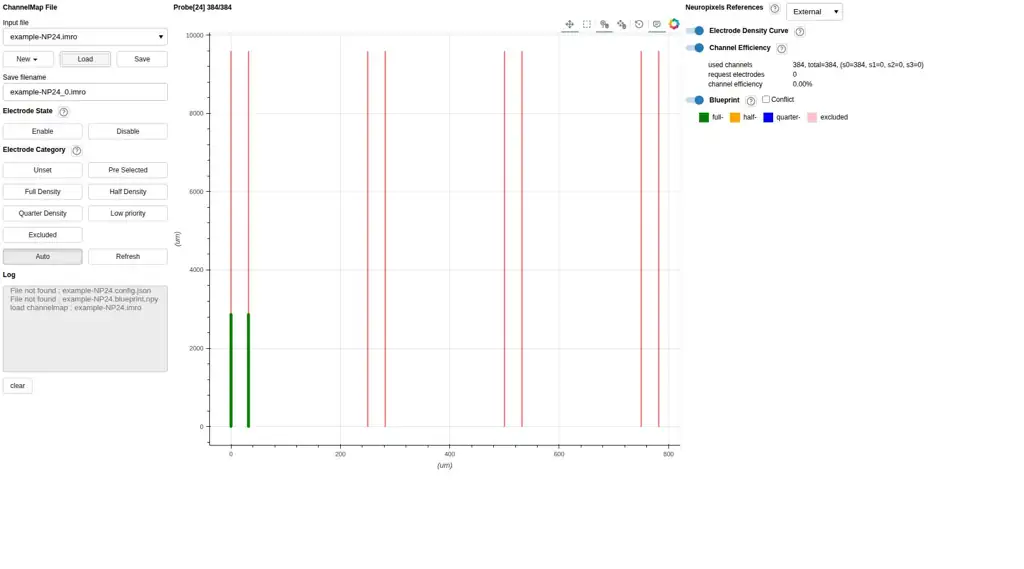 ChannelMap File
Input file
example-NP24.imro
New
Load
Save
Save filename
example-NP24_0.imro
Electrode State
?
Enable
Disable
Electrode Category
?
Unset
Pre Selected
Full Density
Half Density
Quarter Density
Low priority
Excluded
Auto
Refresh
Log
File not found : example-NP24.config.json
File not found : example-NP24.blueprint.npy
load channelmap : example-NP24.imro
clear
Probe[24] 384/384
10000
8000
6000
4000
2000
0
(um)
0
200
400
600
800
(um)
Neuropixels References
?
External
Electrode Density Curve
?
Channel Efficiency
?
used channels 384, total=384, (s0=384, s1=0, s2=0, s3=0)
request electrodes 0
channel efficiency 0.00%
Blueprint
?
Conflict
full- half- quarter- excluded